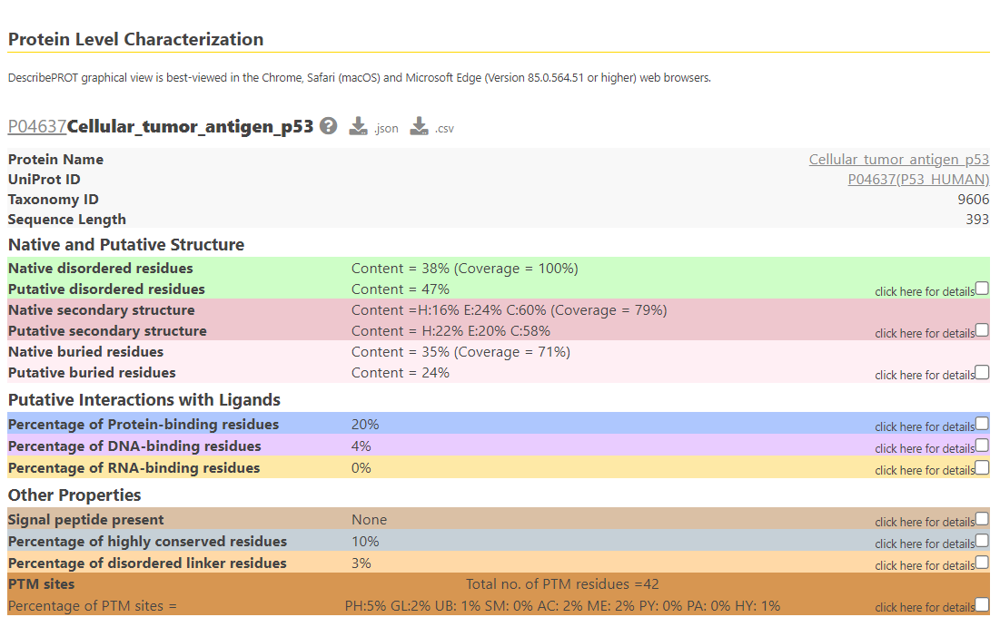 Protein Level Characterization
DescribePROT graphical view is best-viewed in the Chrome, Safari (macOS) and Microsoft Edge (Version 85.0.564.51 or higher) web browsers.
P04637Cellular_tumor_antigen_p53 ? .json .csv
Protein Name Cellular_tumor_antigen_p53
UniProt ID P04637(P53_HUMAN)
Taxonomy ID 9606
Sequence Length 393
Native and Putative Structure
Native disordered residues Content = 38% (Coverage = 100%)
Putative disordered residues Content = 47% click here for details
Native secondary structure Content =H:16% E:24% C:60% (Coverage = 79%)
Putative secondary structure Content = H:22% E:20% C:58% click here for details
Native buried residues Content = 35% (Coverage = 71%)
Putative buried residues Content = 24% click here for details
Putative Interactions with Ligands
Percentage of Protein-binding residues 20% click here for details
Percentage of DNA-binding residues 4% click here for details
Percentage of RNA-binding residues 0% click here for details
Other Properties
Signal peptide present None click here for details
Percentage of highly conserved residues 10% click here for details
Percentage of disordered linker residues 3% click here for details
PTM sites Total no. of PTM residues =42
Percentage of PTM sites = PH:5% GL:2% UB: 1% SM: 0% AC: 2% ME: 2% PY: 0% PA: 0% HY: 1% click here for details